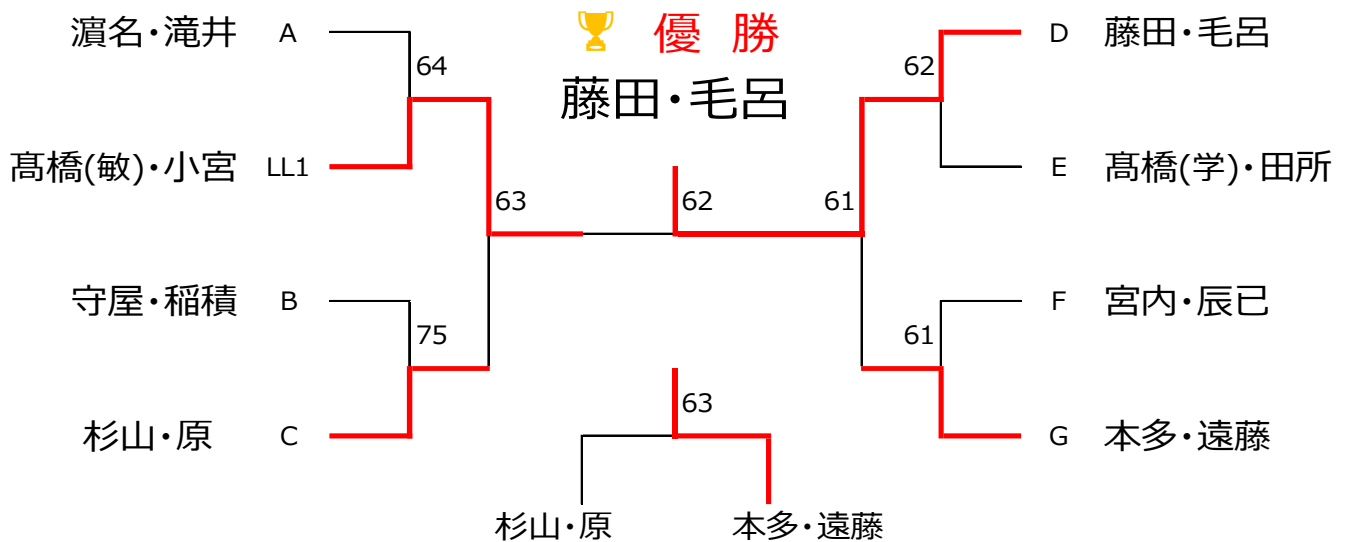 優 勝
藤田・毛呂
濵名・滝井 A
64
髙橋(敏)・小宮 LL1
63
守屋・稲積 B
75
杉山・原 C
62
D 藤田・毛呂
62
E 髙橋(学)・田所
61
F 宮内・辰已
61
G 本多・遠藤
63
杉山・原
本多・遠藤